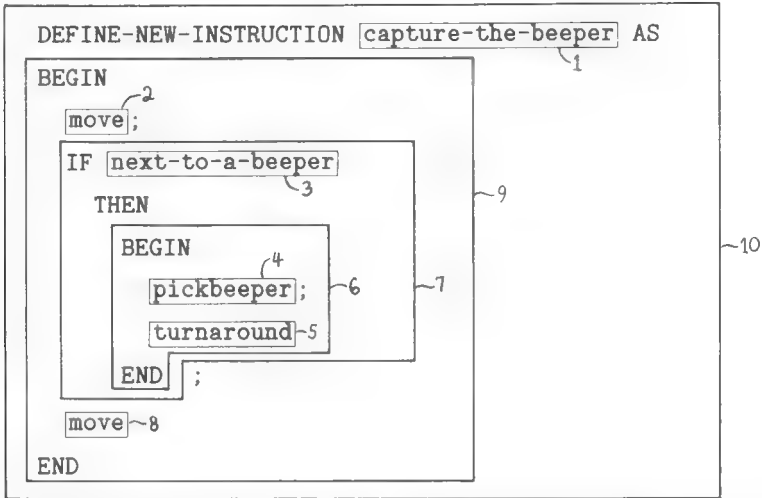 DEFINE-NEW-INSTRUCTION capture-the-beeper AS
1
BEGIN
2
move;
IF next-to-a-beeper
3
9
THEN
10
BEGIN
4
pickbeeper;
6
7
turnaround 5
END ;
move 8
END